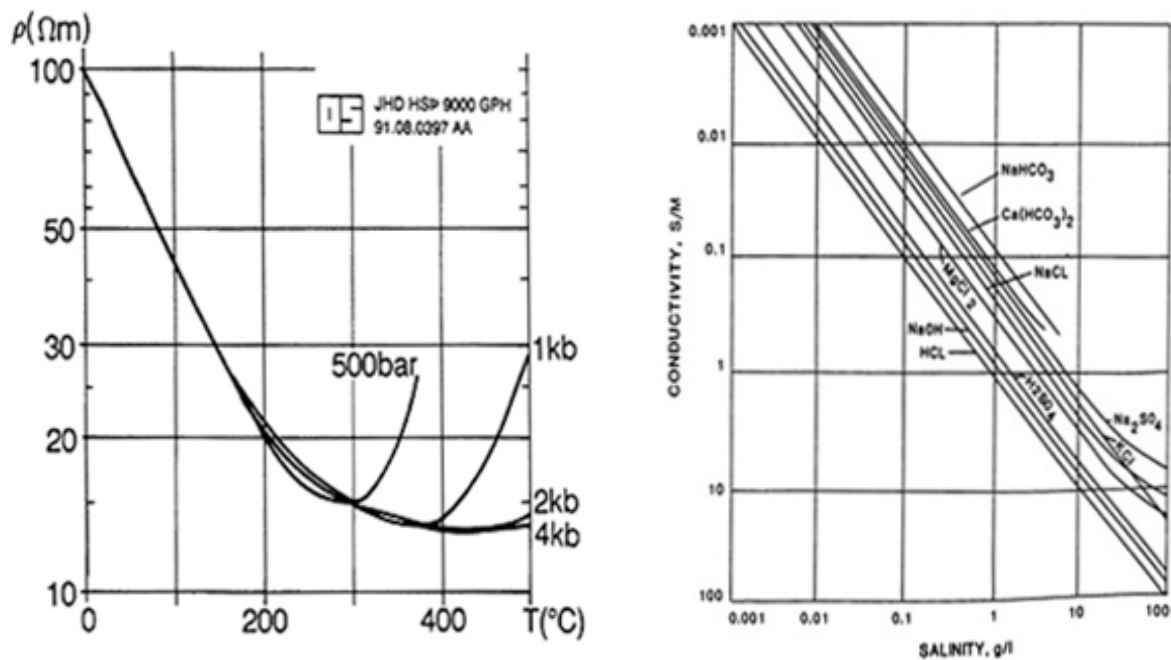 ρ(Ωm)
100
50
30
20
10
JHD HSÞ 9000 GPH
91.08.0397 AA
500bar
1kb
2kb
4kb
0
200
400
T(°C)
CONDUCTIVITY, S/M
0.001
0.01
0.1
1
10
100
NaHCO3
Ca(HCO3)2
NaCL
MgCl2
NaOH
HCL
H2SO4
Na2SO4
KCl
0.001
0.01
0.1
1
10
100
SALINITY, g/l